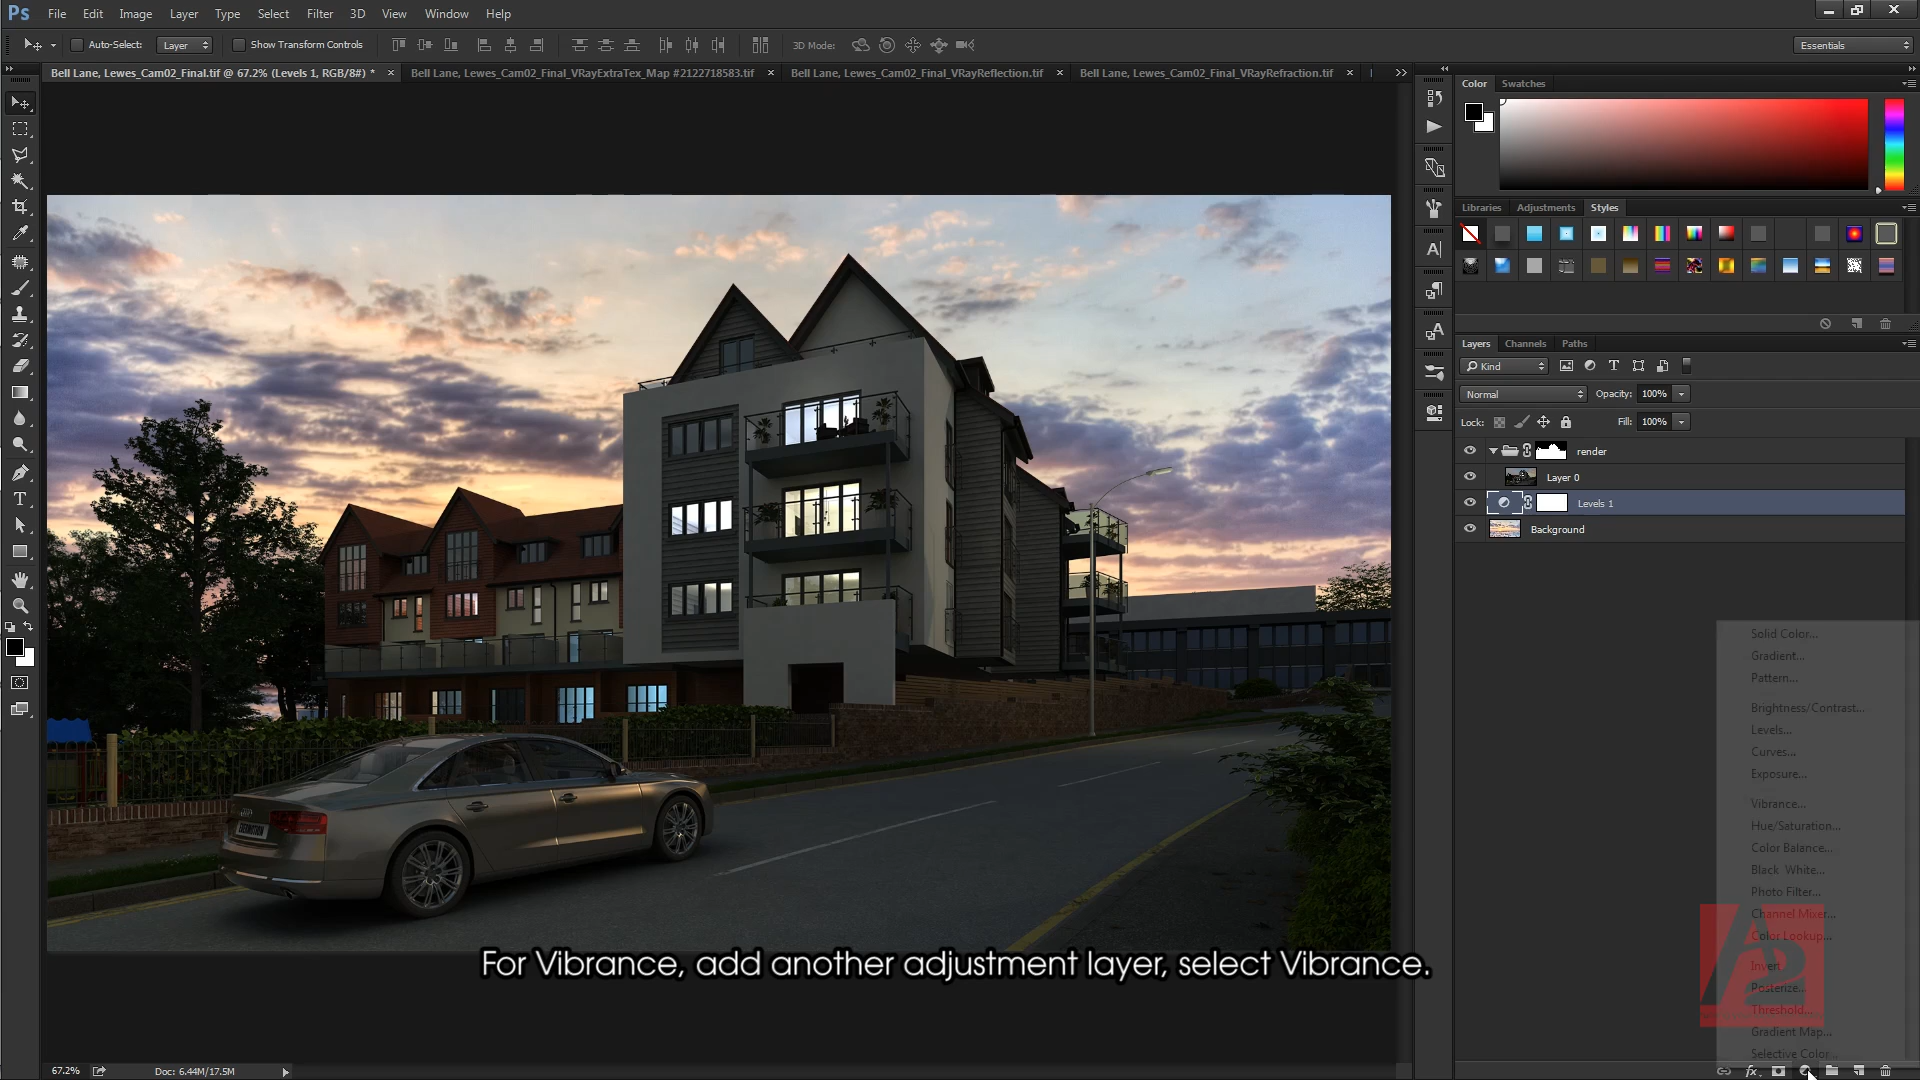 Ps File Edit Image Layer Type Select Filter 3D View Window Help
Auto-Select: Layer Show Transform Controls 3D Mode: Essentials
Bell Lane, Lewes_Cam02_Final.tif @ 67.2% (Levels 1, RGB/8#) * × Bell Lane, Lewes_Cam02_Final_VRayExtraTex_Map #2122718583.tif × Bell Lane, Lewes_Cam02_Final_VRayReflection.tif × Bell Lane, Lewes_Cam02_Final_VRayRefraction.tif ×
Color Swatches
Libraries Adjustments Styles
Layers Channels Paths
Kind
Normal Opacity: 100%
Lock: Fill: 100%
render
Layer 0
Levels 1
Background
Solid Color...
Gradient...
Pattern...
Brightness/Contrast...
Levels...
Curves...
Exposure...
Vibrance...
Hue/Saturation...
Color Balance...
Black White...
Photo Filter...
Channel Mixer...
Color Lookup...
Invert
Posterize...
Threshold...
Gradient Map...
Selective Color...
For Vibrance, add another adjustment layer, select Vibrance.
67.2% Doc: 6.44M/17.5M